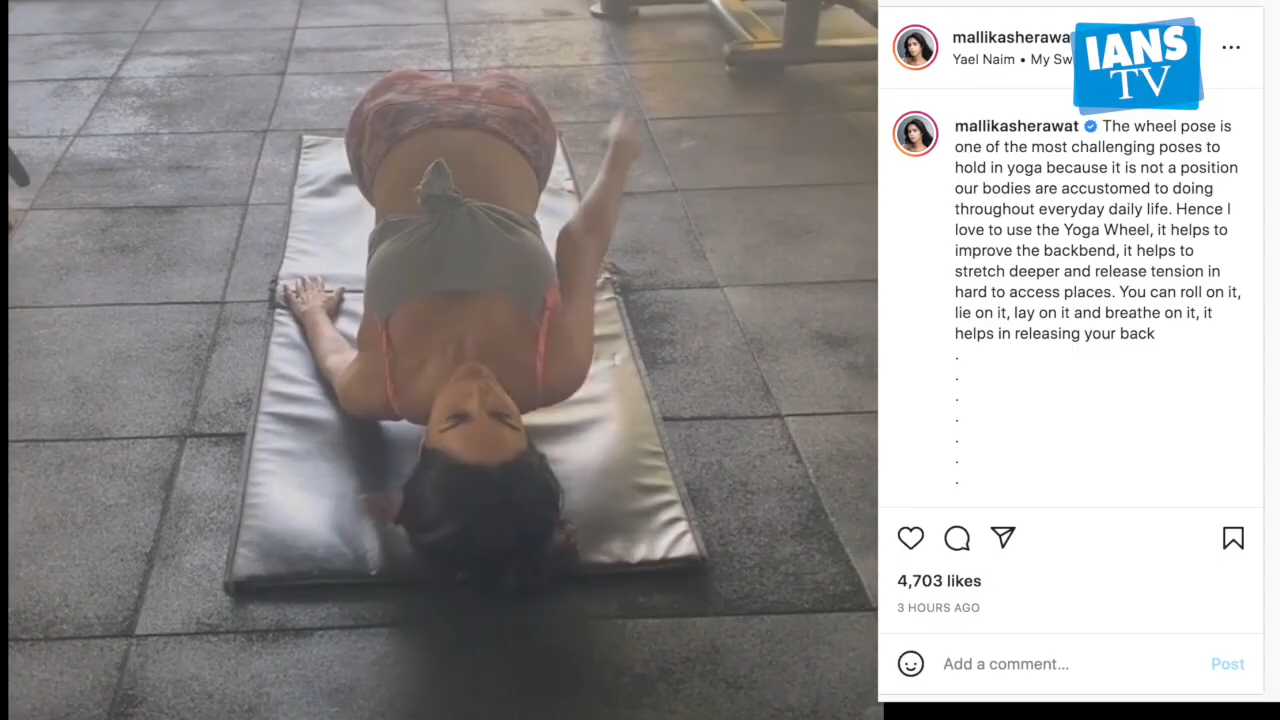 mallikasherawa
Yael Naim • My Sw
IANS
TV
mallikasherawat The wheel pose is
one of the most challenging poses to
hold in yoga because it is not a position
our bodies are accustomed to doing
throughout everyday daily life. Hence I
love to use the Yoga Wheel, it helps to
improve the backbend, it helps to
stretch deeper and release tension in
hard to access places. You can roll on it,
lie on it, lay on it and breathe on it, it
helps in releasing your back
.
.
.
.
.
.
.
4,703 likes
3 HOURS AGO
Add a comment...
Post